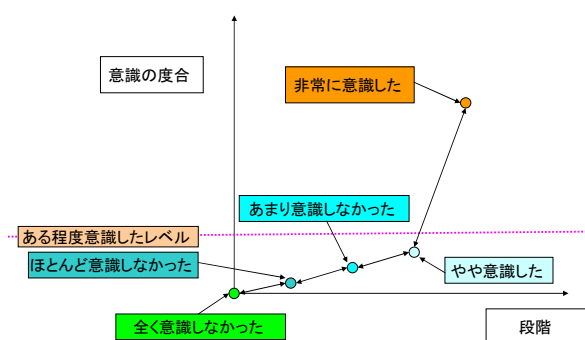 意識の度合
非常に意識した
あまり意識しなかった
ある程度意識したレベル
ほとんど意識しなかった
やや意識した
全く意識しなかった
段階